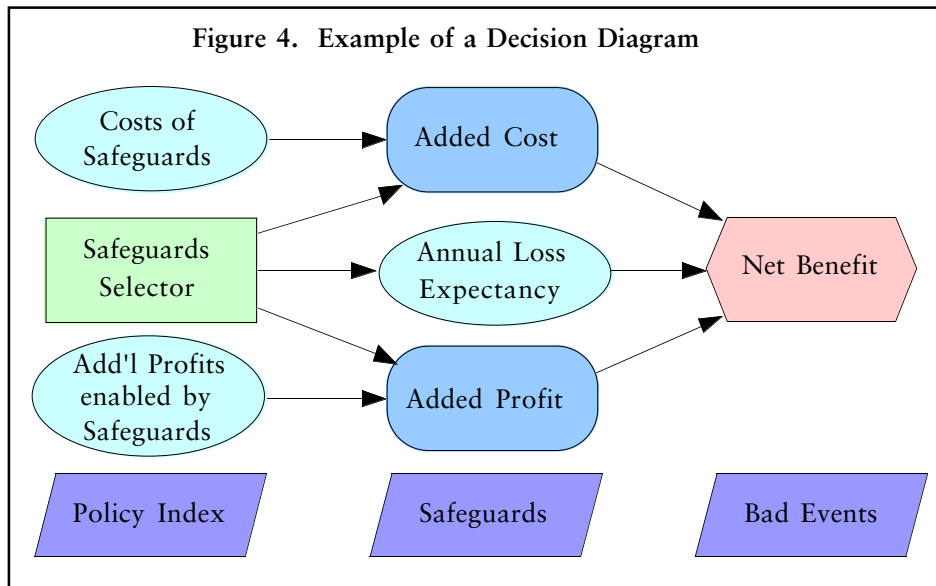 Figure 4. Example of a Decision Diagram
Costs of
Safeguards
Added Cost
Safeguards
Selector
Annual Loss
Expectancy
Net Benefit
Add'l Profits
enabled by
Safeguards
Added Profit
Policy Index
Safeguards
Bad Events